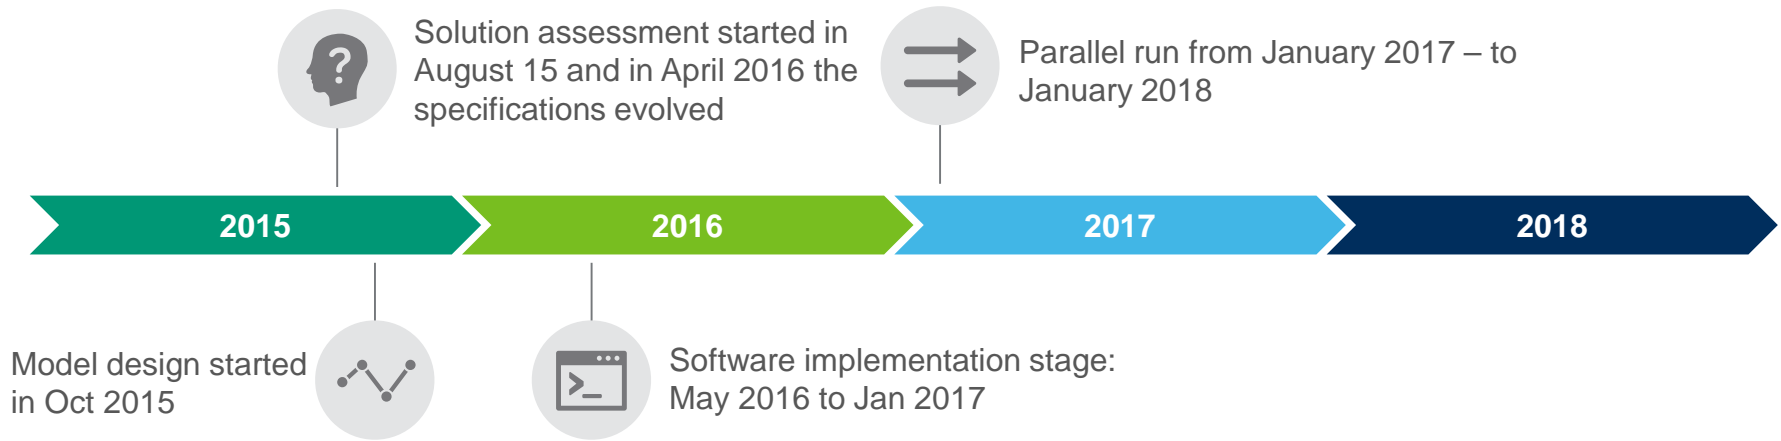 Solution assessment started in
August 15 and in April 2016 the
specifications evolved
Parallel run from January 2017 – to
January 2018
?
2015
2016
2017
2018
Model design started
in Oct 2015
>_
Software implementation stage:
May 2016 to Jan 2017